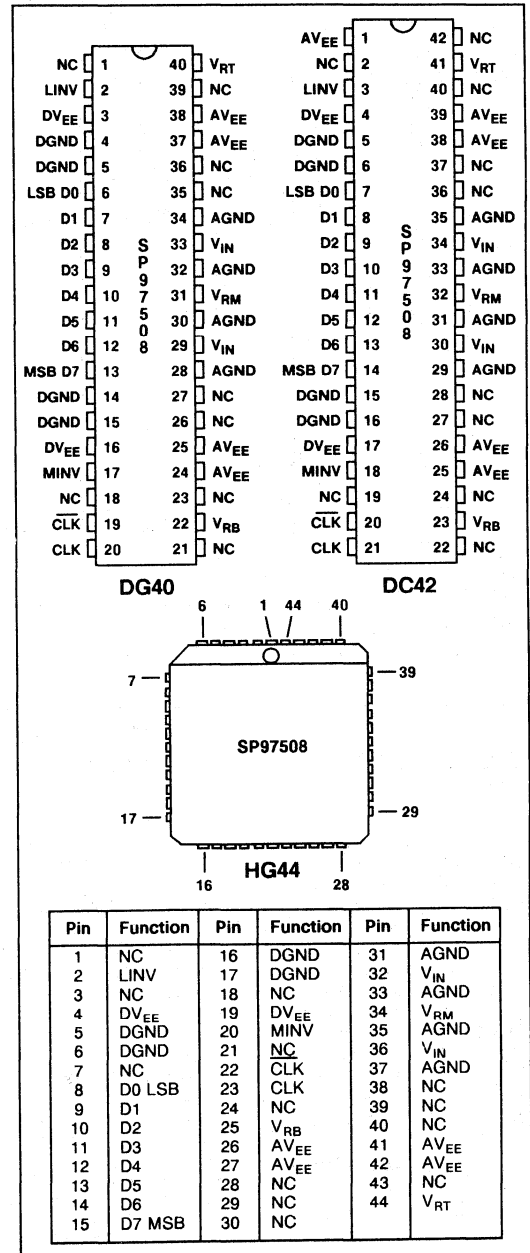 AVEE 1 42 NC
NC 1 40 VRT NC 2 41 VRT
LINV 2 39 NC LINV 3 40 NC
DVEE 3 38 AVEE DVEE 4 39 AVEE
DGND 4 37 AVEE DGND 5 38 AVEE
DGND 5 36 NC DGND 6 37 NC
LSB D0 6 35 NC LSB D0 7 36 NC
D1 7 34 AGND D1 8 35 AGND
D2 8 33 VIN D2 9 34 VIN
D3 9 32 AGND D3 10 33 AGND
D4 10 31 VRM D4 11 32 VRM
D5 11 30 AGND D5 12 31 AGND
D6 12 29 VIN D6 13 30 VIN
MSB D7 13 28 AGND MSB D7 14 29 AGND
DGND 14 27 NC DGND 15 28 NC
DGND 15 26 NC DGND 16 27 NC
DVEE 16 25 AVEE DVEE 17 26 AVEE
MINV 17 24 AVEE MINV 18 25 AVEE
NC 18 23 NC NC 19 24 NC
C̅L̅K̅ 19 22 VRB C̅L̅K̅ 20 23 VRB
CLK 20 21 NC CLK 21 22 NC
SP97508
SP97508
DG40 DC42
6 1 44 40
7 39
SP97508
17 29
16 28
HG44
Pin Function Pin Function Pin Function
1 NC 16 DGND 31 AGND
2 LINV 17 DGND 32 VIN
3 NC 18 NC 33 AGND
4 DVEE 19 DVEE 34 VRM
5 DGND 20 MINV 35 AGND
6 DGND 21 NC 36 VIN
7 NC 22 C̅L̅K̅ 37 AGND
8 D0 LSB 23 CLK 38 NC
9 D1 24 NC 39 NC
10 D2 25 VRB 40 NC
11 D3 26 AVEE 41 AVEE
12 D4 27 AVEE 42 AVEE
13 D5 28 NC 43 NC
14 D6 29 NC 44 VRT
15 D7 MSB 30 NC